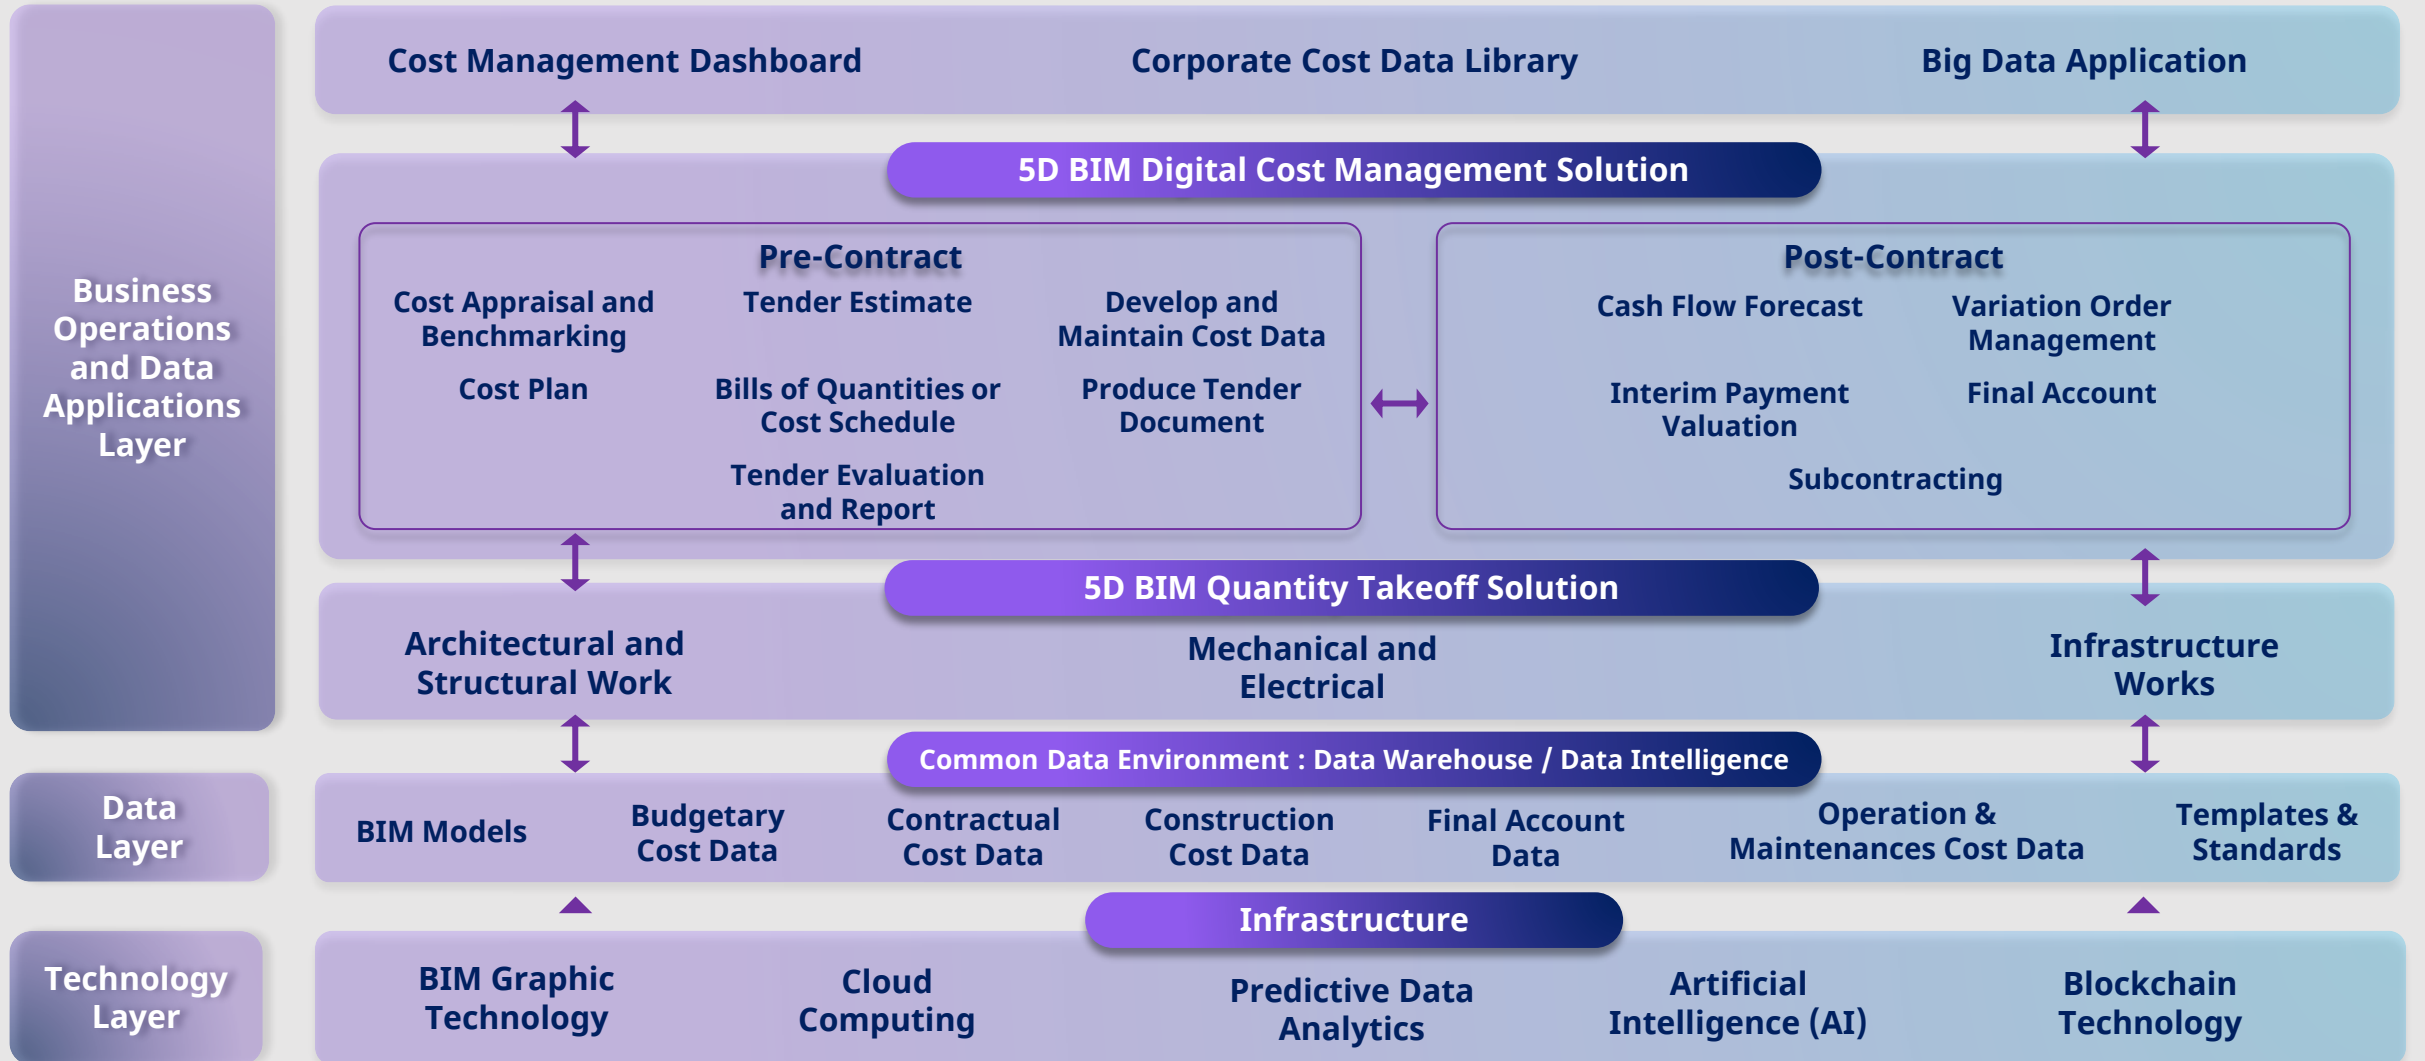 Cost Management Dashboard
Corporate Cost Data Library
Big Data Application
Business
Operations
and Data
Applications
Layer
5D BIM Digital Cost Management Solution
Pre-Contract
Cost Appraisal and
Benchmarking
Tender Estimate
Develop and
Maintain Cost Data
Cost Plan
Bills of Quantities or
Cost Schedule
Produce Tender
Document
Tender Evaluation
and Report
Post-Contract
Cash Flow Forecast
Variation Order
Management
Interim Payment
Valuation
Final Account
Subcontracting
5D BIM Quantity Takeoff Solution
Architectural and
Structural Work
Mechanical and
Electrical
Infrastructure
Works
Data
Layer
Common Data Environment : Data Warehouse / Data Intelligence
BIM Models
Budgetary
Cost Data
Contractual
Cost Data
Construction
Cost Data
Final Account
Data
Operation &
Maintenances Cost Data
Templates &
Standards
Technology
Layer
Infrastructure
BIM Graphic
Technology
Cloud
Computing
Predictive Data
Analytics
Artificial
Intelligence (AI)
Blockchain
Technology